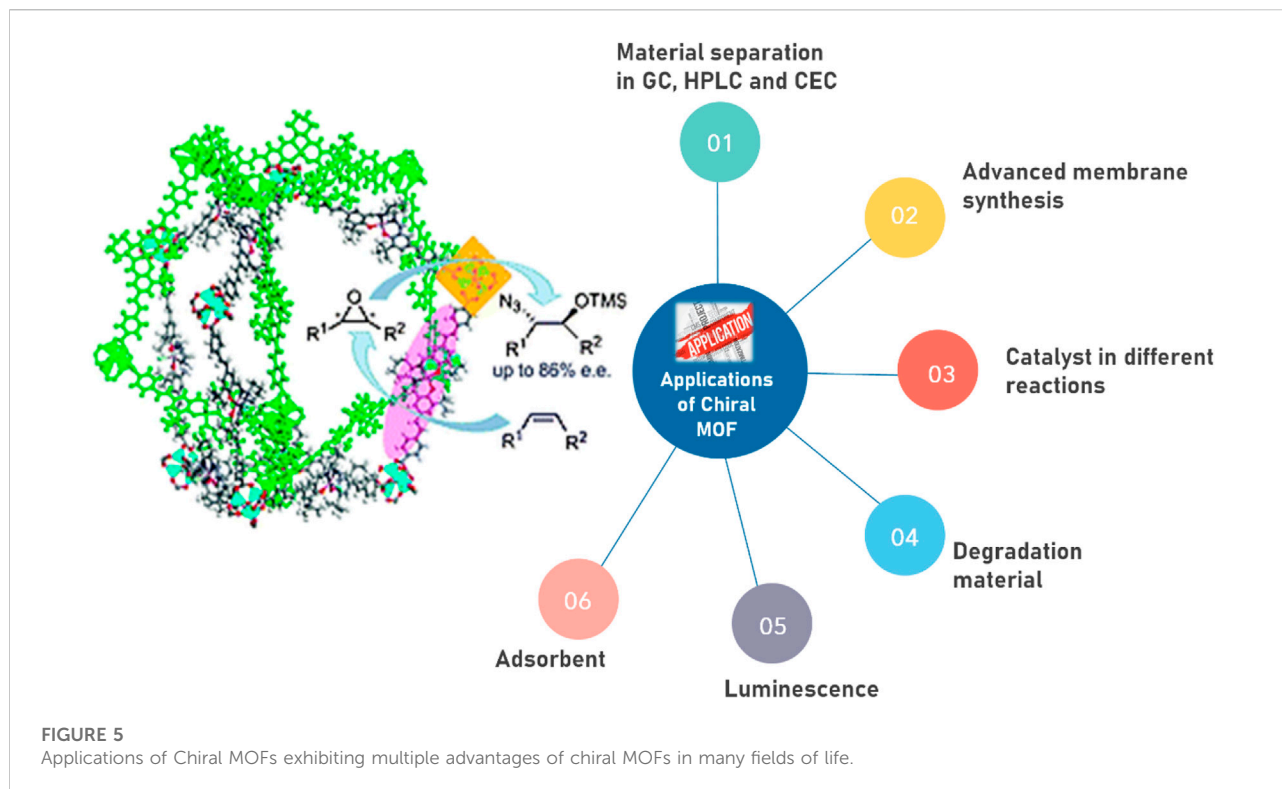 Material separation
in GC, HPLC and CEC
01
Advanced membrane
synthesis
02
03
Catalyst in different
reactions
04
Degradation
material
05
Luminescence
06
Adsorbent
APPLICATION
Applications
of Chiral
MOF
O
R¹ R²
N₃ OTMS
R¹ R²
up to 86% e.e.
R¹ R²
FIGURE 5
Applications of Chiral MOFs exhibiting multiple advantages of chiral MOFs in many fields of life.